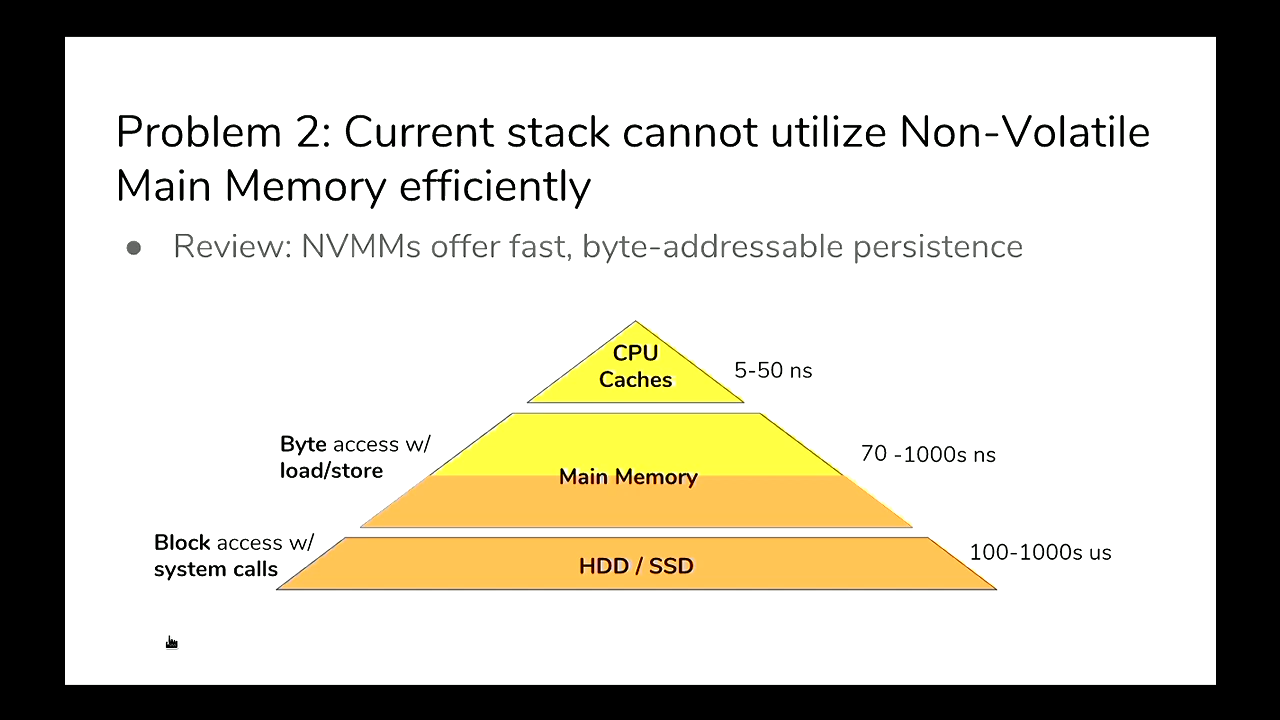 Problem 2: Current stack cannot utilize Non-Volatile
Main Memory efficiently
● Review: NVMMs offer fast, byte-addressable persistence
CPU
Caches
5-50 ns
Byte access w/
load/store
Main Memory
70 -1000s ns
Block access w/
system calls
HDD / SSD
100-1000s us